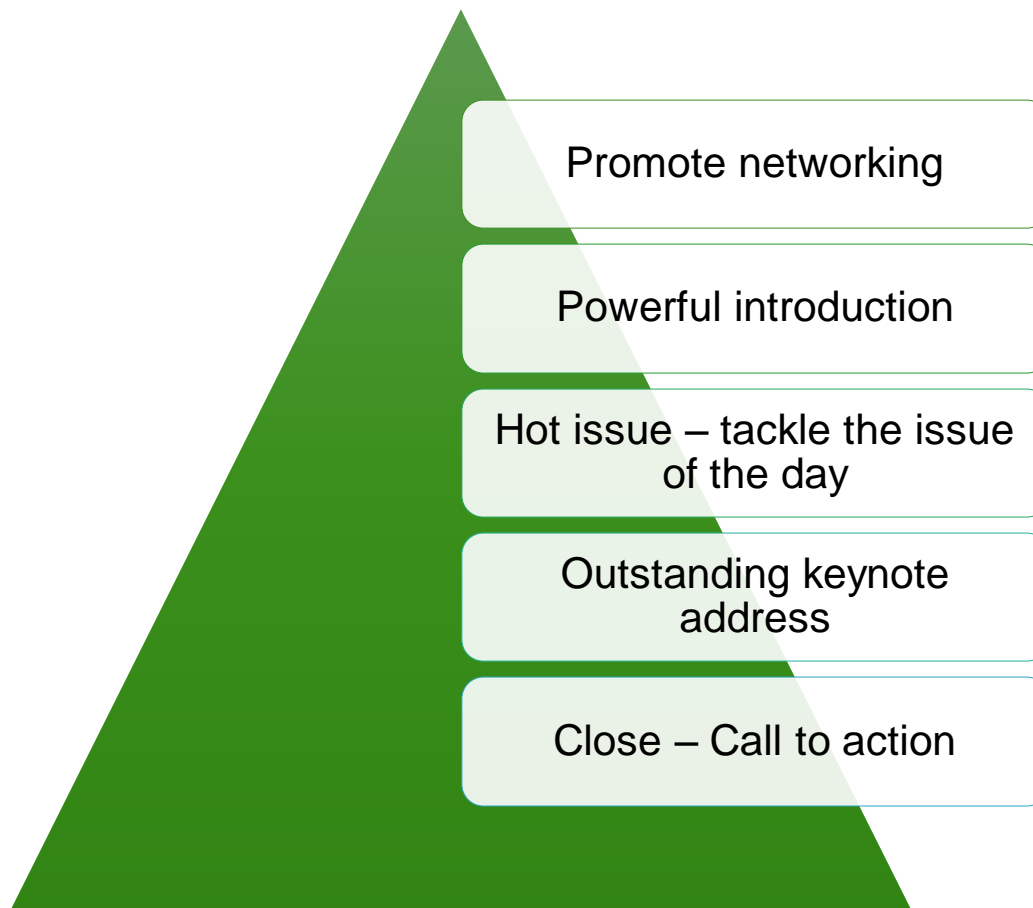 Promote networking
Powerful introduction
Hot issue – tackle the issue
of the day
Outstanding keynote
address
Close – Call to action